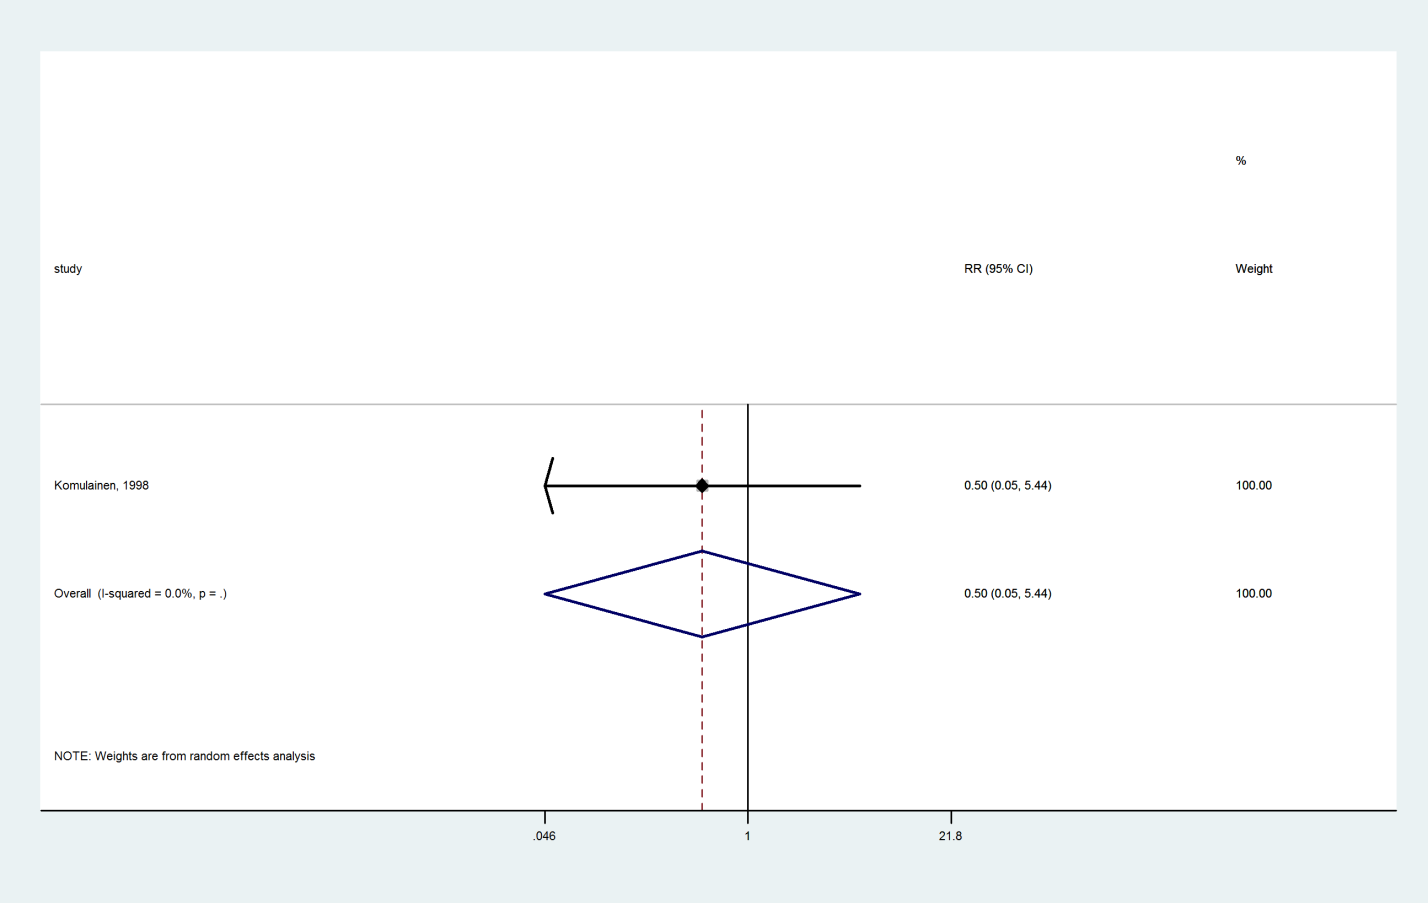 %
study RR (95% CI) Weight
Komulainen, 1998 0.50 (0.05, 5.44) 100.00
Overall (I-squared = 0.0%, p = .) 0.50 (0.05, 5.44) 100.00
NOTE: Weights are from random effects analysis
.046 1 21.8